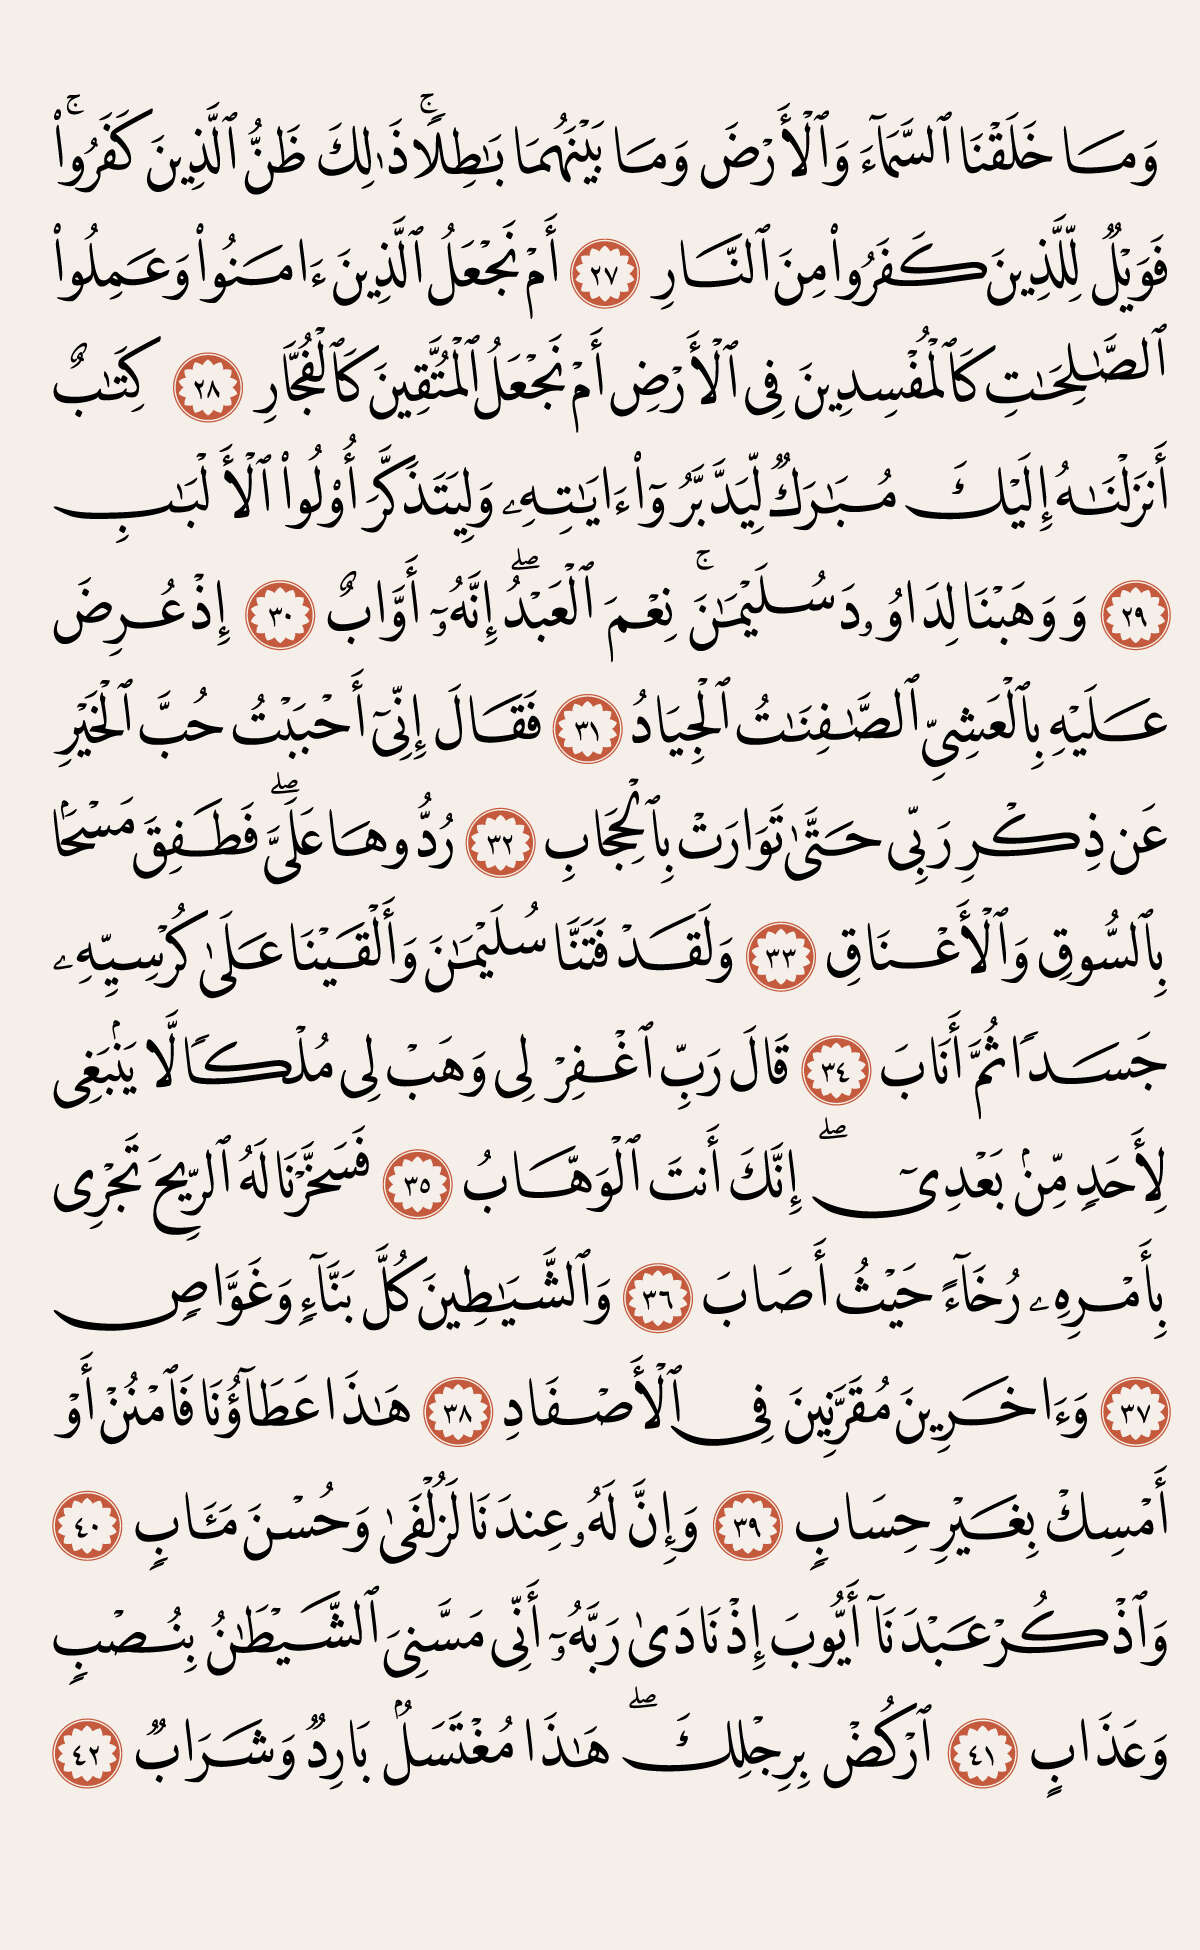 وَمَا خَلَقْنَا ٱلسَّمَآءَ وَٱلْأَرْضَ وَمَا بَيْنَهُمَا بَـٰطِلًا ۚ ذَٰلِكَ ظَنُّ ٱلَّذِينَ كَفَرُوا۟ ۚ
فَوَيْلٌ لِّلَّذِينَ كَفَرُوا۟ مِنَ ٱلنَّارِ ٢٧ أَمْ نَجْعَلُ ٱلَّذِينَ ءَامَنُوا۟ وَعَمِلُوا۟
ٱلصَّـٰلِحَـٰتِ كَٱلْمُفْسِدِينَ فِى ٱلْأَرْضِ أَمْ نَجْعَلُ ٱلْمُتَّقِينَ كَٱلْفُجَّارِ ٢٨ كِتَـٰبٌ
أَنزَلْنَـٰهُ إِلَيْكَ مُبَـٰرَكٌ لِّيَدَّبَّرُوٓا۟ ءَايَـٰتِهِۦ وَلِيَتَذَكَّرَ أُو۟لُوا۟ ٱلْأَلْبَـٰبِ
٢٩ وَوَهَبْنَا لِدَاوُۥدَ سُلَيْمَـٰنَ ۚ نِعْمَ ٱلْعَبْدُ ۖ إِنَّهُۥٓ أَوَّابٌ ٣٠ إِذْ عُرِضَ
عَلَيْهِ بِٱلْعَشِىِّ ٱلصَّـٰفِنَـٰتُ ٱلْجِيَادُ ٣١ فَقَالَ إِنِّىٓ أَحْبَبْتُ حُبَّ ٱلْخَيْرِ
عَن ذِكْرِ رَبِّى حَتَّىٰ تَوَارَتْ بِٱلْحِجَابِ ٣٢ رُدُّوهَا عَلَىَّ ۖ فَطَفِقَ مَسْحًۢا
بِٱلسُّوقِ وَٱلْأَعْنَاقِ ٣٣ وَلَقَدْ فَتَنَّا سُلَيْمَـٰنَ وَأَلْقَيْنَا عَلَىٰ كُرْسِيِّهِۦ
جَسَدًا ثُمَّ أَنَابَ ٣٤ قَالَ رَبِّ ٱغْفِرْ لِى وَهَبْ لِى مُلْكًا لَّا يَنۢبَغِى
لِأَحَدٍ مِّنۢ بَعْدِىٓ ۖ إِنَّكَ أَنتَ ٱلْوَهَّابُ ٣٥ فَسَخَّرْنَا لَهُ ٱلرِّيحَ تَجْرِى
بِأَمْرِهِۦ رُخَآءً حَيْثُ أَصَابَ ٣٦ وَٱلشَّيَـٰطِينَ كُلَّ بَنَّآءٍ وَغَوَّاصٍ
٣٧ وَءَاخَرِينَ مُقَرَّنِينَ فِى ٱلْأَصْفَادِ ٣٨ هَـٰذَا عَطَآؤُنَا فَٱمْنُنْ أَوْ
أَمْسِكْ بِغَيْرِ حِسَابٍ ٣٩ وَإِنَّ لَهُۥ عِندَنَا لَزُلْفَىٰ وَحُسْنَ مَـَٔابٍ ٤٠
وَٱذْكُرْ عَبْدَنَآ أَيُّوبَ إِذْ نَادَىٰ رَبَّهُۥٓ أَنِّى مَسَّنِىَ ٱلشَّيْطَـٰنُ بِنُصْبٍ
وَعَذَابٍ ٤١ ٱرْكُضْ بِرِجْلِكَ ۖ هَـٰذَا مُغْتَسَلٌۢ بَارِدٌ وَشَرَابٌ ٤٢